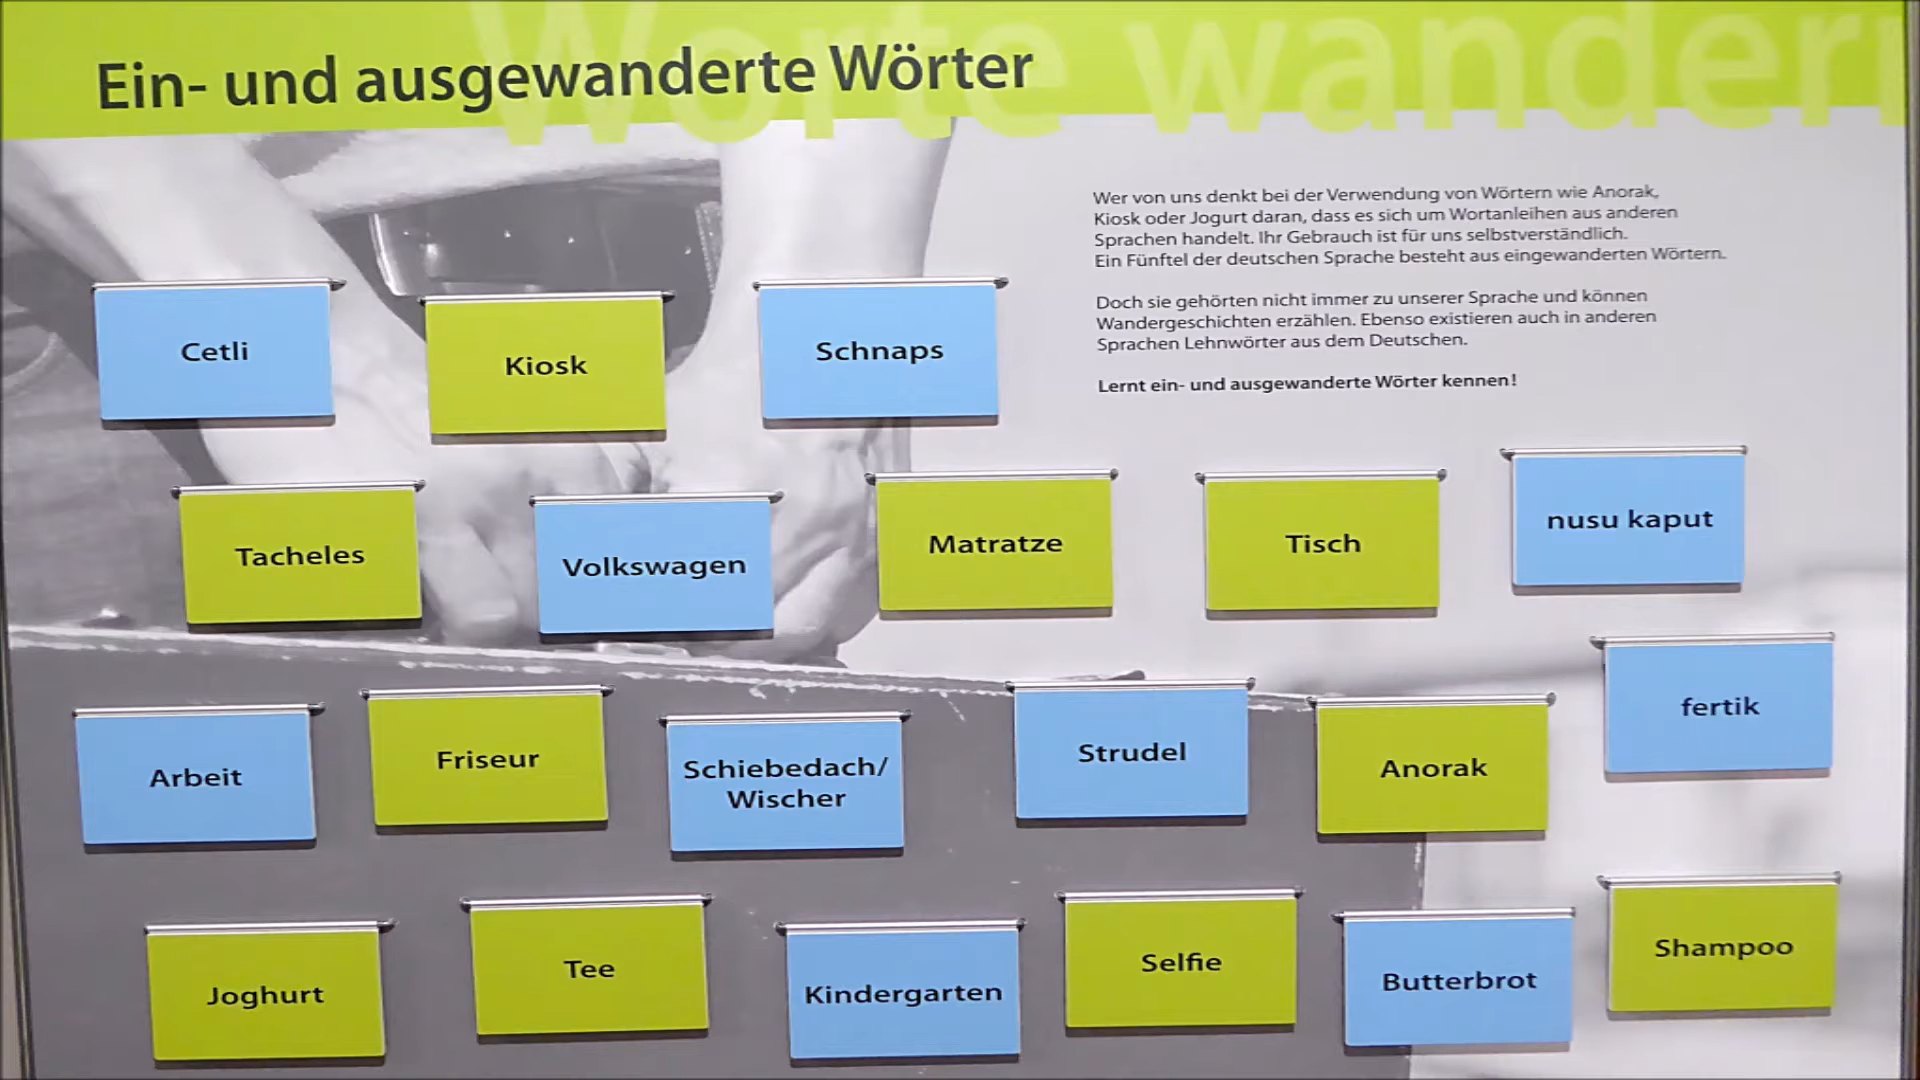 Worte wandern
Ein- und ausgewanderte Wörter
Wer von uns denkt bei der Verwendung von Wörtern wie Anorak,
Kiosk oder Jogurt daran, dass es sich um Wortanleihen aus anderen
Sprachen handelt. Ihr Gebrauch ist für uns selbstverständlich.
Ein Fünftel der deutschen Sprache besteht aus eingewanderten Wörtern.
Doch sie gehörten nicht immer zu unserer Sprache und können
Wandergeschichten erzählen. Ebenso existieren auch in anderen
Sprachen Lehnwörter aus dem Deutschen.
Lernt ein- und ausgewanderte Wörter kennen!
Cetli
Kiosk
Schnaps
Tacheles
Volkswagen
Matratze
Tisch
nusu kaput
Arbeit
Friseur
Schiebedach/
Wischer
Strudel
Anorak
fertik
Joghurt
Tee
Kindergarten
Selfie
Butterbrot
Shampoo